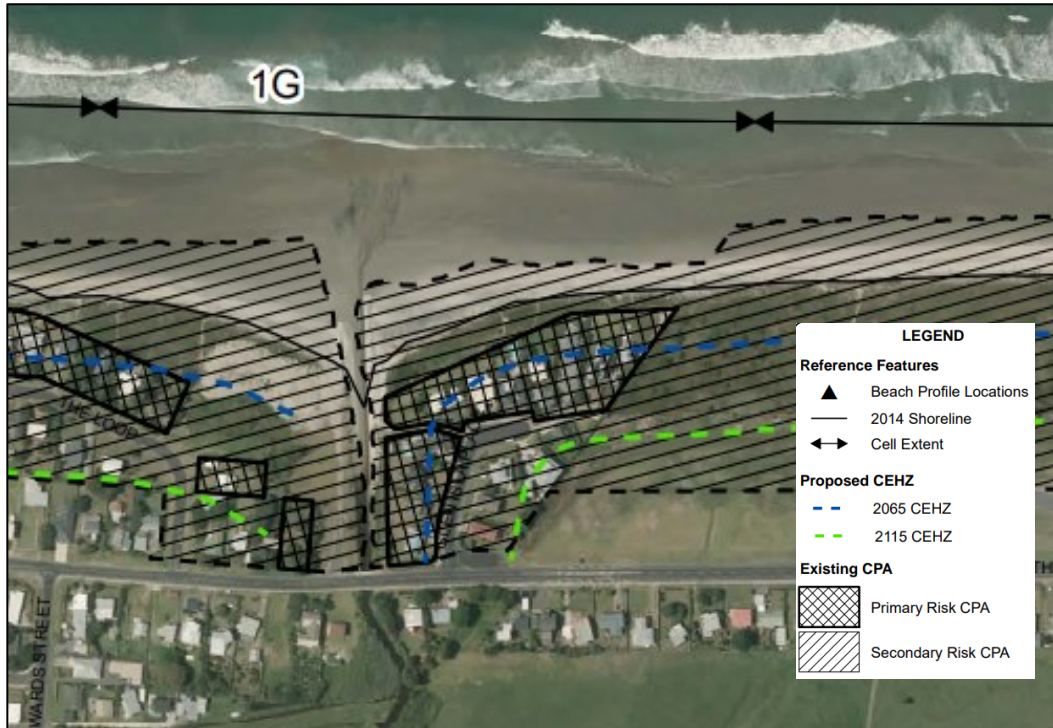 1G
THE LOOP
WARDS STREET
TH
LEGEND
Reference Features
Beach Profile Locations
2014 Shoreline
Cell Extent
Proposed CEHZ
2065 CEHZ
2115 CEHZ
Existing CPA
Primary Risk CPA
Secondary Risk CPA